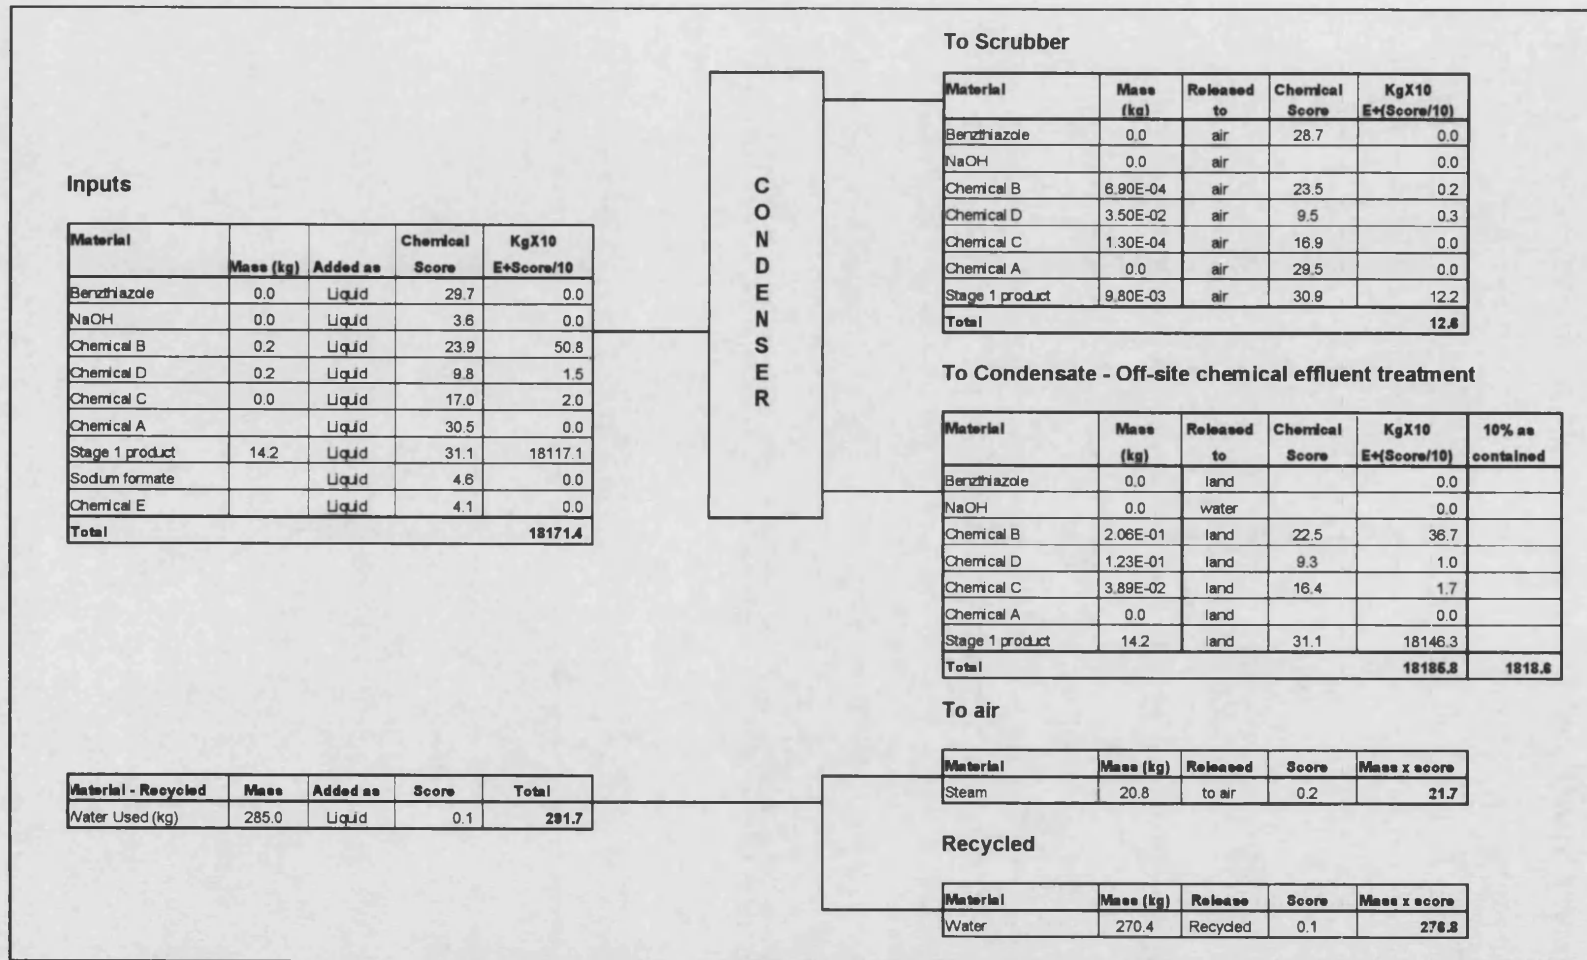 Inputs
Material Mass (kg) Added as Chemical Score KgX10 E+Score/10
Benzthiazole 0.0 Liquid 29.7 0.0
NaOH 0.0 Liquid 3.6 0.0
Chemical B 0.2 Liquid 23.9 50.8
Chemical D 0.2 Liquid 9.8 1.5
Chemical C 0.0 Liquid 17.0 2.0
Chemical A Liquid 30.5 0.0
Stage 1 product 14.2 Liquid 31.1 18117.1
Sodium formate Liquid 4.6 0.0
Chemical E Liquid 4.1 0.0
Total 18171.4
CONDENSER
To Scrubber
Material Mass (kg) Released to Chemical Score KgX10 E+(Score/10)
Benzthiazole 0.0 air 28.7 0.0
NaOH 0.0 air 0.0
Chemical B 6.90E-04 air 23.5 0.2
Chemical D 3.50E-02 air 9.5 0.3
Chemical C 1.30E-04 air 16.9 0.0
Chemical A 0.0 air 29.5 0.0
Stage 1 product 9.80E-03 air 30.9 12.2
Total 12.6
To Condensate - Off-site chemical effluent treatment
Material Mass (kg) Released to Chemical Score KgX10 E+(Score/10) 10% as contained
Benzthiazole 0.0 land 0.0
NaOH 0.0 water 0.0
Chemical B 2.06E-01 land 22.5 36.7
Chemical D 1.23E-01 land 9.3 1.0
Chemical C 3.89E-02 land 16.4 1.7
Chemical A 0.0 land 0.0
Stage 1 product 14.2 land 31.1 18146.3
Total 18185.8 1818.6
Material - Recycled Mass Added as Score Total
Water Used (kg) 285.0 Liquid 0.1 291.7
To air
Material Mass (kg) Released Score Mass x score
Steam 20.8 to air 0.2 21.7
Recycled
Material Mass (kg) Release Score Mass x score
Water 270.4 Recycled 0.1 276.8